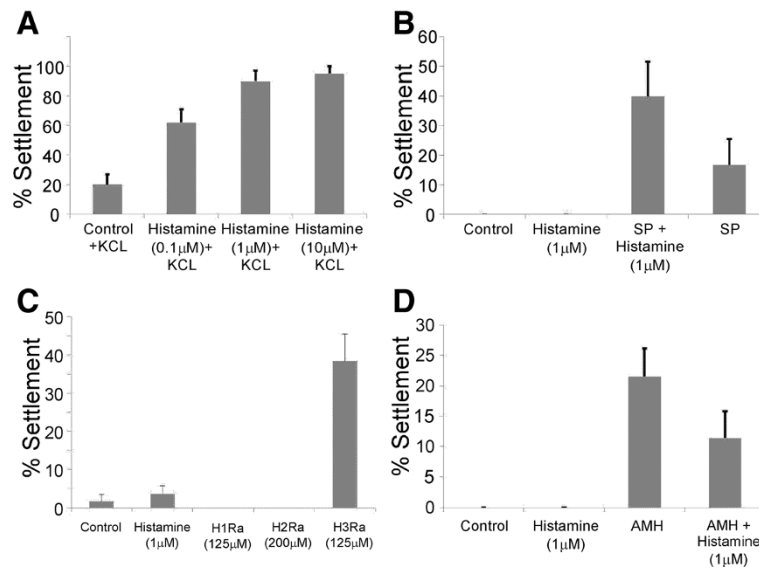 A
% Settlement
100
80
60
40
20
0
Control
+KCL
Histamine
(0.1µM)+
KCL
Histamine
(1µM)+
KCL
Histamine
(10µM)+
KCL
B
% Settlement
60
50
40
30
20
10
0
Control
Histamine
(1µM)
SP +
Histamine
(1µM)
SP
C
% Settlement
50
40
30
20
10
0
Control
Histamine
(1µM)
H1Ra
(125µM)
H2Ra
(200µM)
H3Ra
(125µM)
D
% Settlement
30
25
20
15
10
5
0
Control
Histamine
(1µM)
AMH
AMH +
Histamine
(1µM)